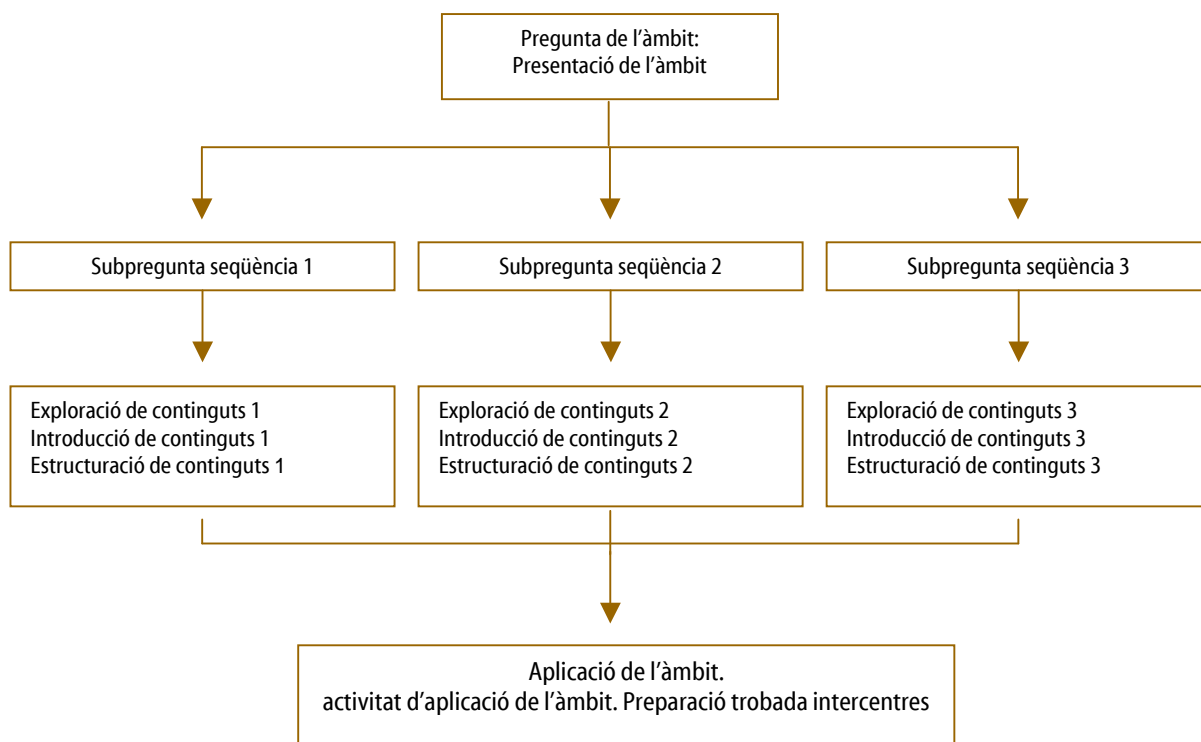 Pregunta de l’àmbit:
Presentació de l’àmbit
Subpregunta seqüència 1
Subpregunta seqüència 2
Subpregunta seqüència 3
Exploració de continguts 1
Introducció de continguts 1
Estructuració de continguts 1
Exploració de continguts 2
Introducció de continguts 2
Estructuració de continguts 2
Exploració de continguts 3
Introducció de continguts 3
Estructuració de continguts 3
Aplicació de l’àmbit.
activitat d’aplicació de l’àmbit. Preparació trobada intercentres